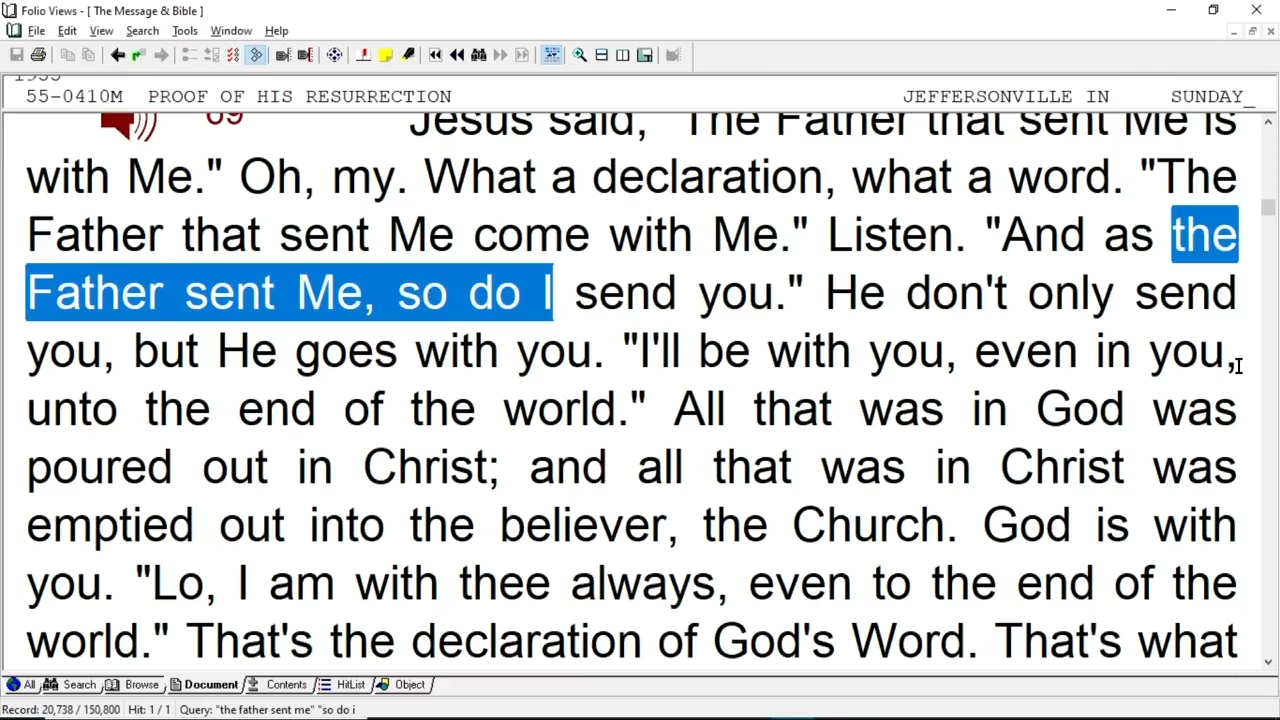 Folio Views - [ The Message & Bible ]
File Edit View Search Tools Window Help
1955
55-0410M PROOF OF HIS RESURRECTION JEFFERSONVILLE IN SUNDAY_
69 Jesus said, "The Father that sent Me is
with Me." Oh, my. What a declaration, what a word. "The
Father that sent Me come with Me." Listen. "And as the
Father sent Me, so do I send you." He don't only send
you, but He goes with you. "I'll be with you, even in you,
unto the end of the world." All that was in God was
poured out in Christ; and all that was in Christ was
emptied out into the believer, the Church. God is with
you. "Lo, I am with thee always, even to the end of the
world." That's the declaration of God's Word. That's what
All Search Browse Document Contents HitList Object
Record: 20,738 / 150,800 Hit: 1 / 1 Query: "the father sent me" "so do i